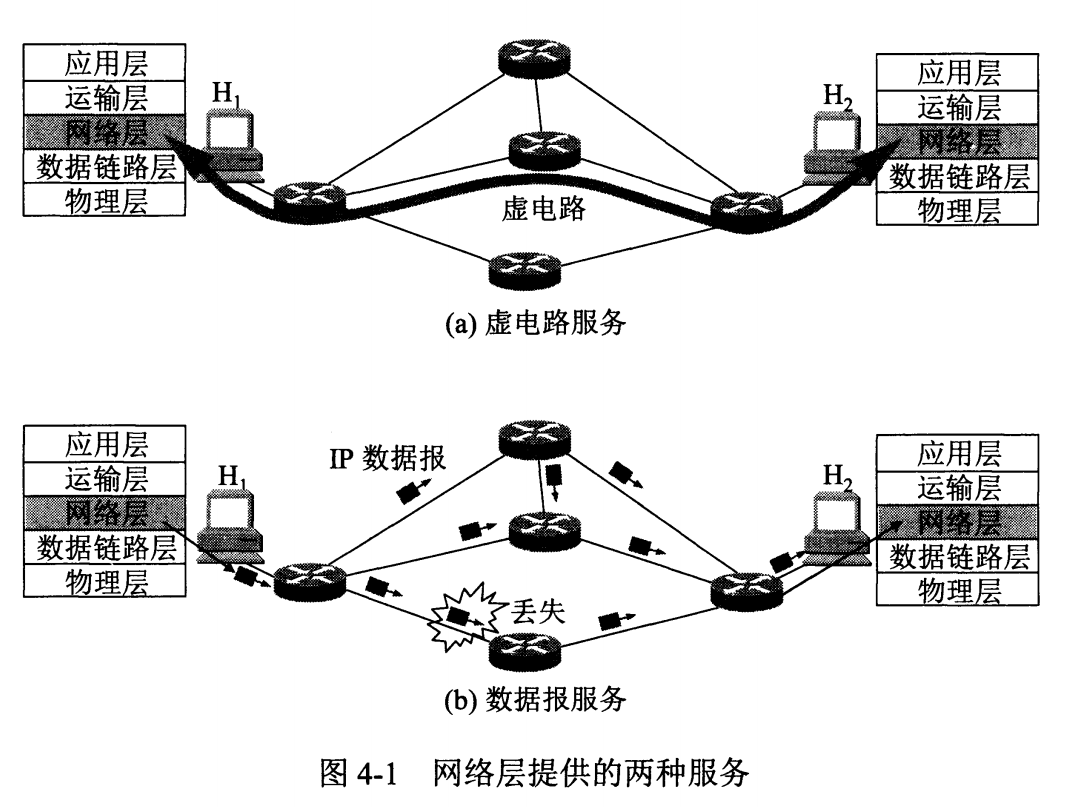 应用层
运输层
网络层
数据链路层
物理层
H₁
虚电路
H₂
应用层
运输层
网络层
数据链路层
物理层
(a) 虚电路服务
应用层
运输层
网络层
数据链路层
物理层
H₁
IP 数据报
丢失
H₂
应用层
运输层
网络层
数据链路层
物理层
(b) 数据报服务
图 4-1 网络层提供的两种服务